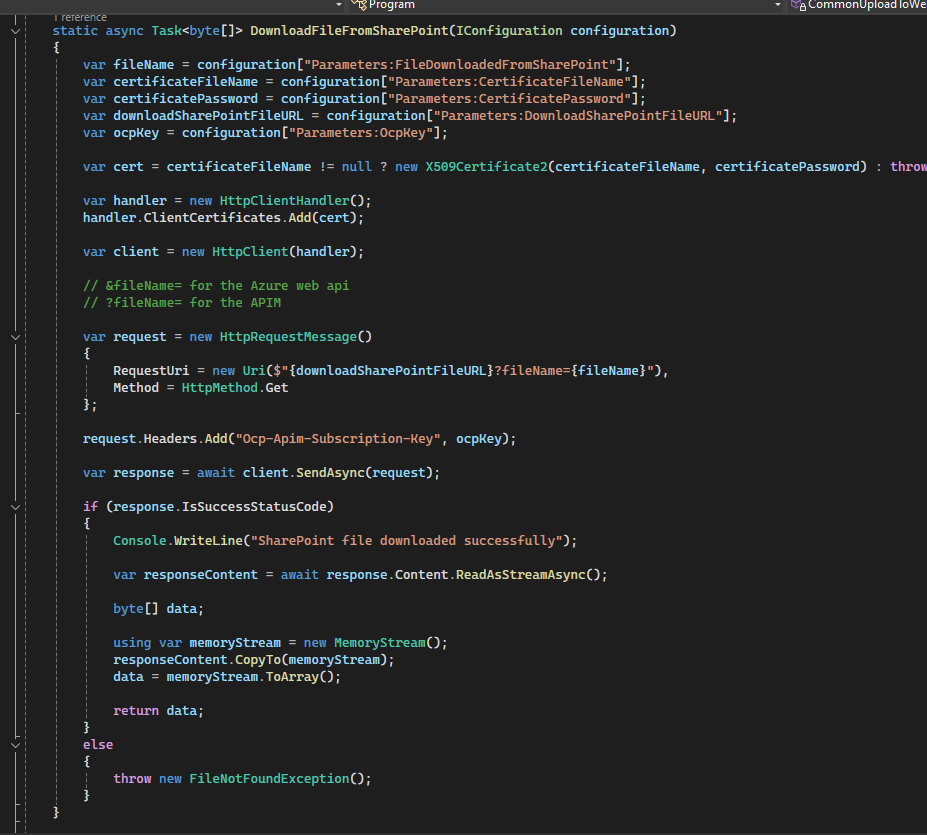 Program CommonUploadToWe
1 reference
static async Task<byte[]> DownloadFileFromSharePoint(IConfiguration configuration)
{
var fileName = configuration["Parameters:FileDownloadedFromSharePoint"];
var certificateFileName = configuration["Parameters:CertificateFileName"];
var certificatePassword = configuration["Parameters:CertificatePassword"];
var downloadSharePointFileURL = configuration["Parameters:DownloadSharePointFileURL"];
var ocpKey = configuration["Parameters:OcpKey"];
var cert = certificateFileName != null ? new X509Certificate2(certificateFileName, certificatePassword) : throw
var handler = new HttpClientHandler();
handler.ClientCertificates.Add(cert);
var client = new HttpClient(handler);
// &fileName= for the Azure web api
// ?fileName= for the APIM
var request = new HttpRequestMessage()
{
RequestUri = new Uri($"{downloadSharePointFileURL}?fileName={fileName}"),
Method = HttpMethod.Get
};
request.Headers.Add("Ocp-Apim-Subscription-Key", ocpKey);
var response = await client.SendAsync(request);
if (response.IsSuccessStatusCode)
{
Console.WriteLine("SharePoint file downloaded successfully");
var responseContent = await response.Content.ReadAsStreamAsync();
byte[] data;
using var memoryStream = new MemoryStream();
responseContent.CopyTo(memoryStream);
data = memoryStream.ToArray();
return data;
}
else
{
throw new FileNotFoundException();
}
}